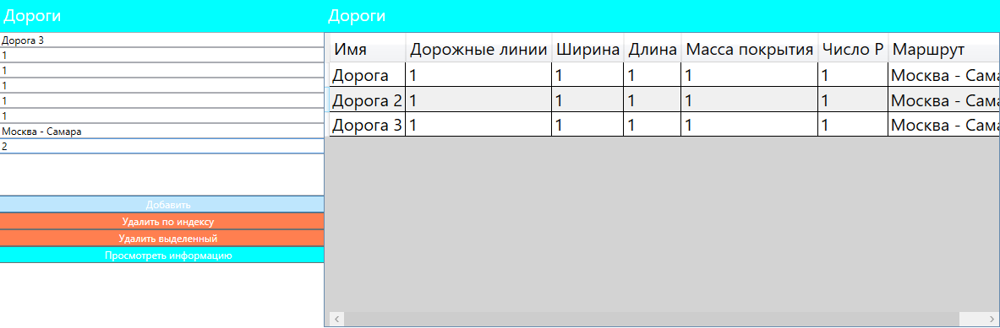 Дороги
Дорога 3
1
1
1
1
1
Москва - Самара
2
Добавить
Удалить по индексу
Удалить выделенный
Просмотреть информацию
Дороги
Имя Дорожные линии Ширина Длина Масса покрытия Число P Маршрут
Дорога 1 1 1 1 1 Москва - Сама
Дорога 2 1 1 1 1 1 Москва - Сама
Дорога 3 1 1 1 1 1 Москва - Сама